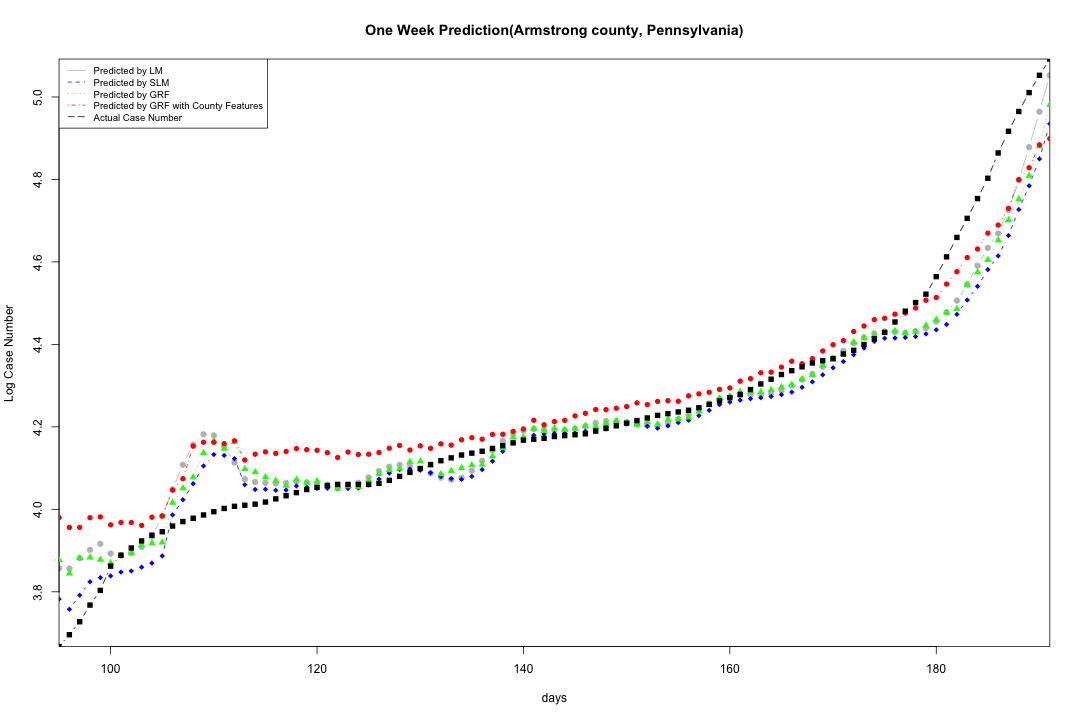 One Week Prediction(Armstrong county, Pennsylvania)
Predicted by LM
Predicted by SLM
Predicted by GRF
Predicted by GRF with County Features
Actual Case Number
5.0
4.8
4.6
4.4
4.2
4.0
3.8
Log Case Number
100 120 140 160 180
days